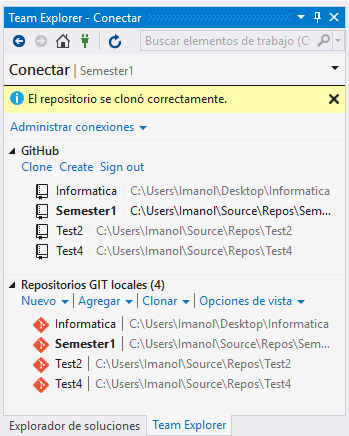 Team Explorer - Conectar
Buscar elementos de trabajo (C
Conectar | Semester1
El repositorio se clonó correctamente.
Administrar conexiones
GitHub
Clone Create Sign out
Informatica | C:\Users\Imanol\Desktop\Informatica
Semester1 | C:\Users\Imanol\Source\Repos\Sem...
Test2 | C:\Users\Imanol\Source\Repos\Test2
Test4 | C:\Users\Imanol\Source\Repos\Test4
Repositorios GIT locales (4)
Nuevo | Agregar | Clonar | Opciones de vista
Informatica | C:\Users\Imanol\Desktop\Informatica
Semester1 | C:\Users\Imanol\Source\Repos\Sem...
Test2 | C:\Users\Imanol\Source\Repos\Test2
Test4 | C:\Users\Imanol\Source\Repos\Test4
Explorador de soluciones Team Explorer